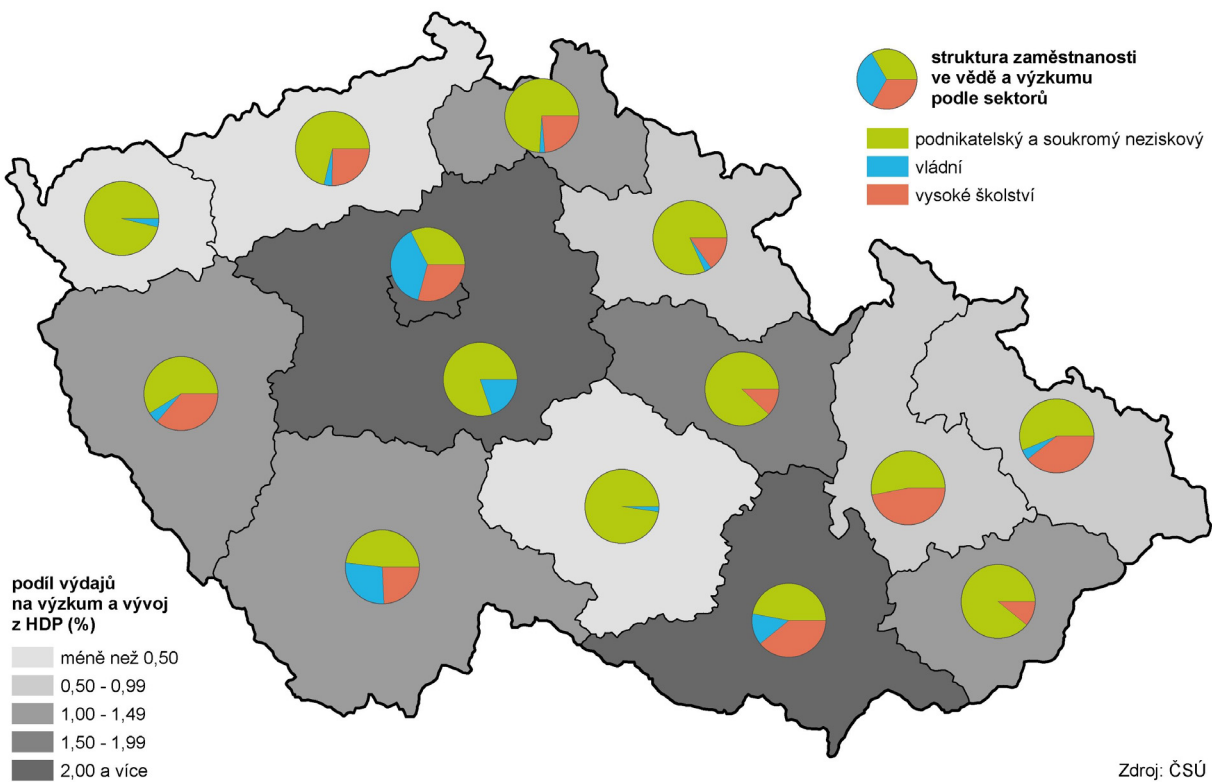 struktura zaměstnanosti
ve vědě a výzkumu
podle sektorů
podnikatelský a soukromý neziskový
vládní
vysoké školství
podíl výdajů
na výzkum a vývoj
z HDP (%)
méně než 0,50
0,50 - 0,99
1,00 - 1,49
1,50 - 1,99
2,00 a více
Zdroj: ČSÚ